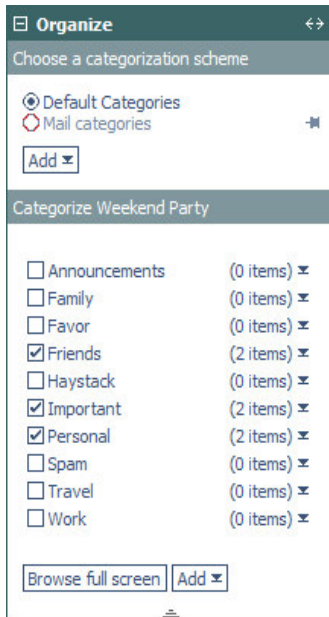 Organize
Choose a categorization scheme
Default Categories
Mail categories
Add
Categorize Weekend Party
Announcements (0 items)
Family (0 items)
Favor (0 items)
Friends (2 items)
Haystack (0 items)
Important (2 items)
Personal (2 items)
Spam (0 items)
Travel (0 items)
Work (0 items)
Browse full screen Add